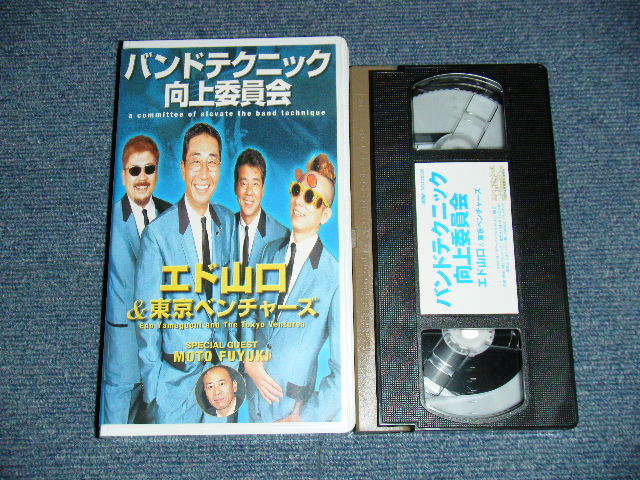 バンドテクニック
向上委員会
a committee of elevate the band technique
エド山口
&東京ベンチャーズ
Edo Yamaguchi and The Tokyo Ventures
SPECIAL GUEST
MOTO FUYUKI
バンドテクニック
向上委員会
エド山口&東京ベンチャーズ